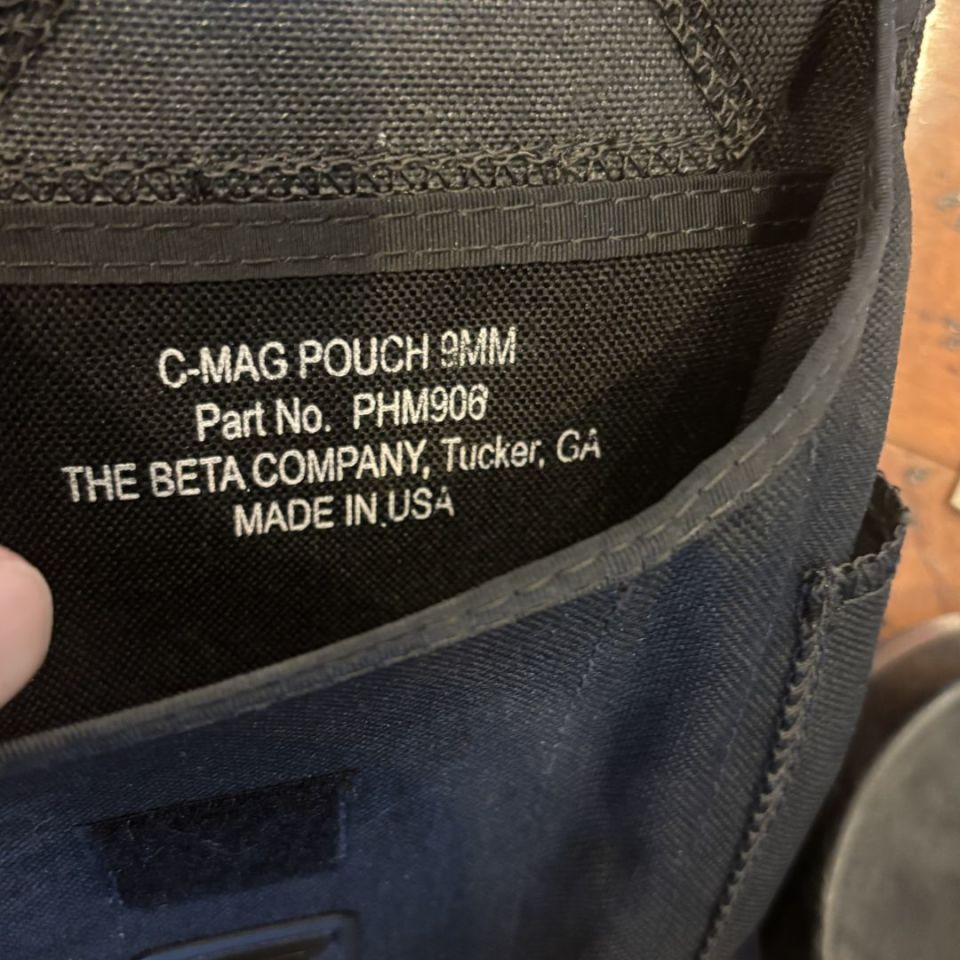 C-MAG POUCH 9MM
Part No. PHM906
THE BETA COMPANY, Tucker, GA
MADE IN USA